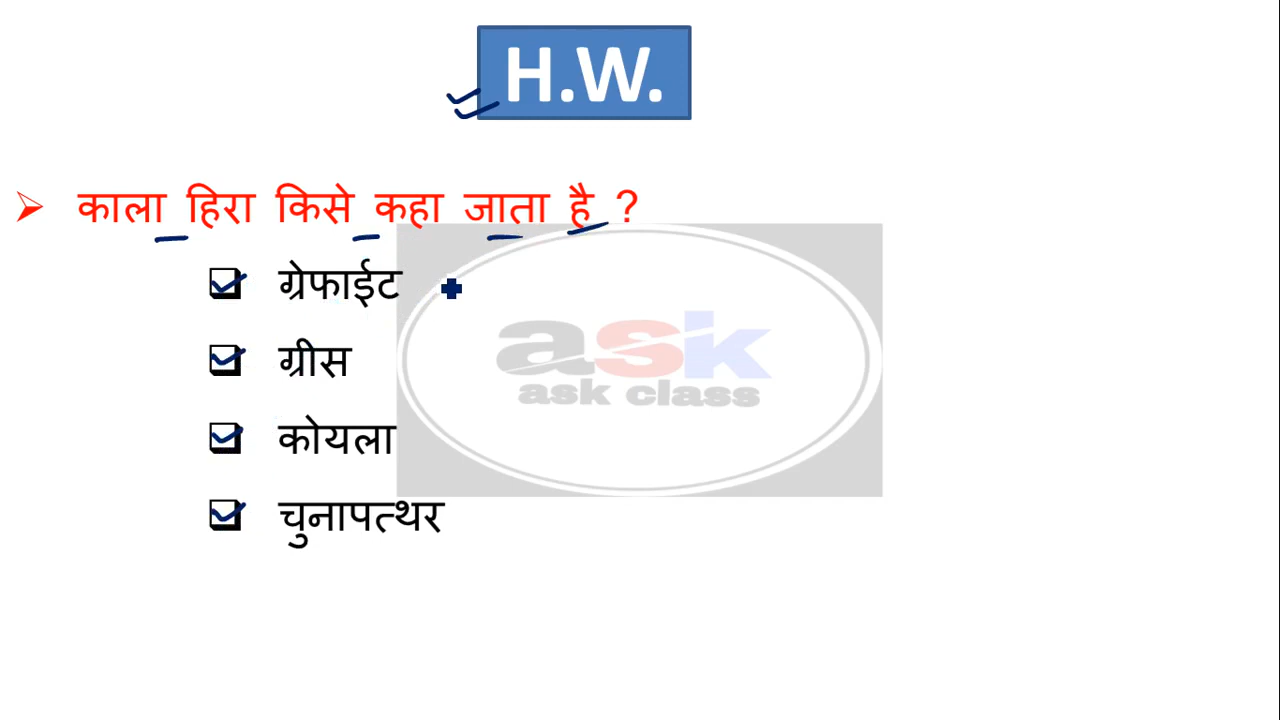 H.W.
काला हिरा किसे कहा जाता है ?
ग्रेफाईट
ग्रीस
कोयला
चुनापत्थर
ask
ask class